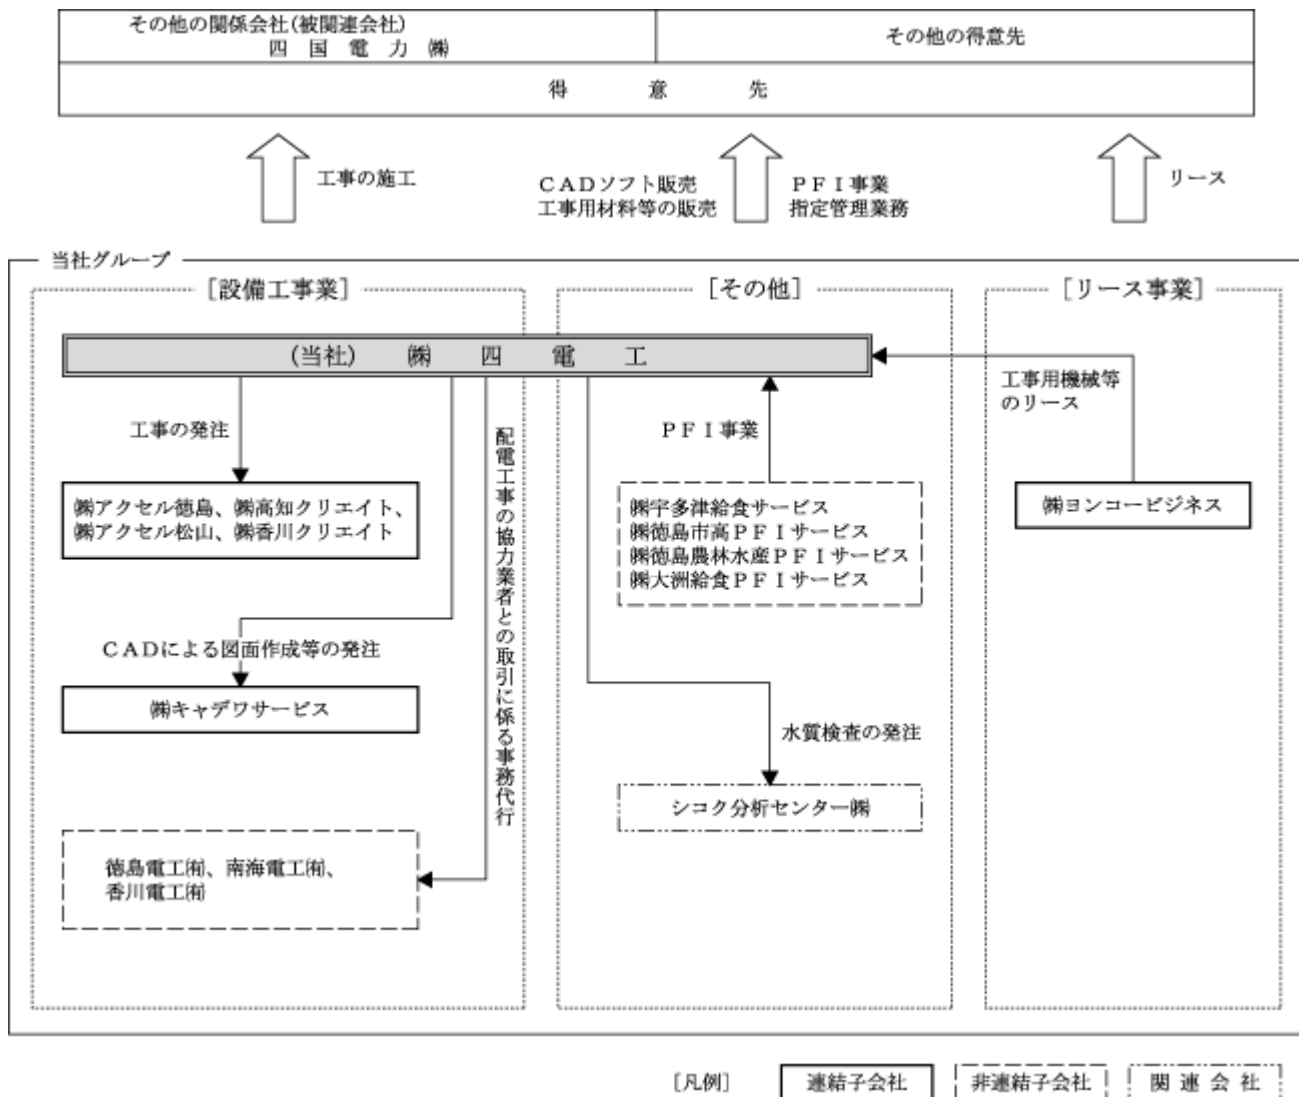 その他の関係会社(被関連会社)
四国電力㈱
その他の得意先
得意先
工事の施工
CADソフト販売
工事用材料等の販売
PFI事業
指定管理業務
リース
当社グループ
[設備工事業]
[その他]
[リース事業]
(当社) ㈱四電工
工事の発注
㈱アクセル徳島、㈱高知クリエイト、
㈱アクセル松山、㈱香川クリエイト
CADによる図面作成等の発注
㈱キャデワサービス
配電工事の協力業者との取引に係る事務代行
徳島電工㈲、南海電工㈲、
香川電工㈲
PFI事業
㈱宇多津給食サービス
㈱徳島市高PFIサービス
㈱徳島農林水産PFIサービス
㈱大洲給食PFIサービス
水質検査の発注
シコク分析センター㈱
工事用機械等
のリース
㈱ヨンコービジネス
[凡例]
連結子会社
非連結子会社
関連会社